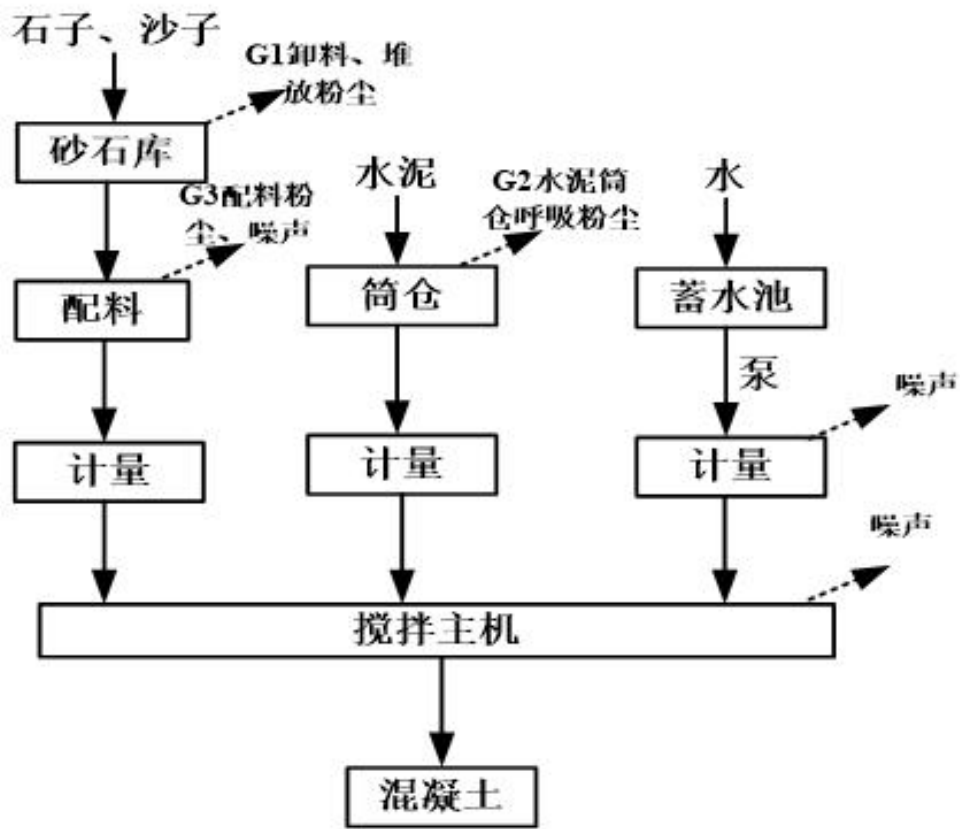 石子、沙子
G1卸料、堆
放粉尘
砂石库
水泥
G2水泥筒
仓呼吸粉尘
水
G3配料粉
尘、噪声
配料
筒仓
蓄水池
泵
噪声
计量
计量
计量
噪声
搅拌主机
混凝土